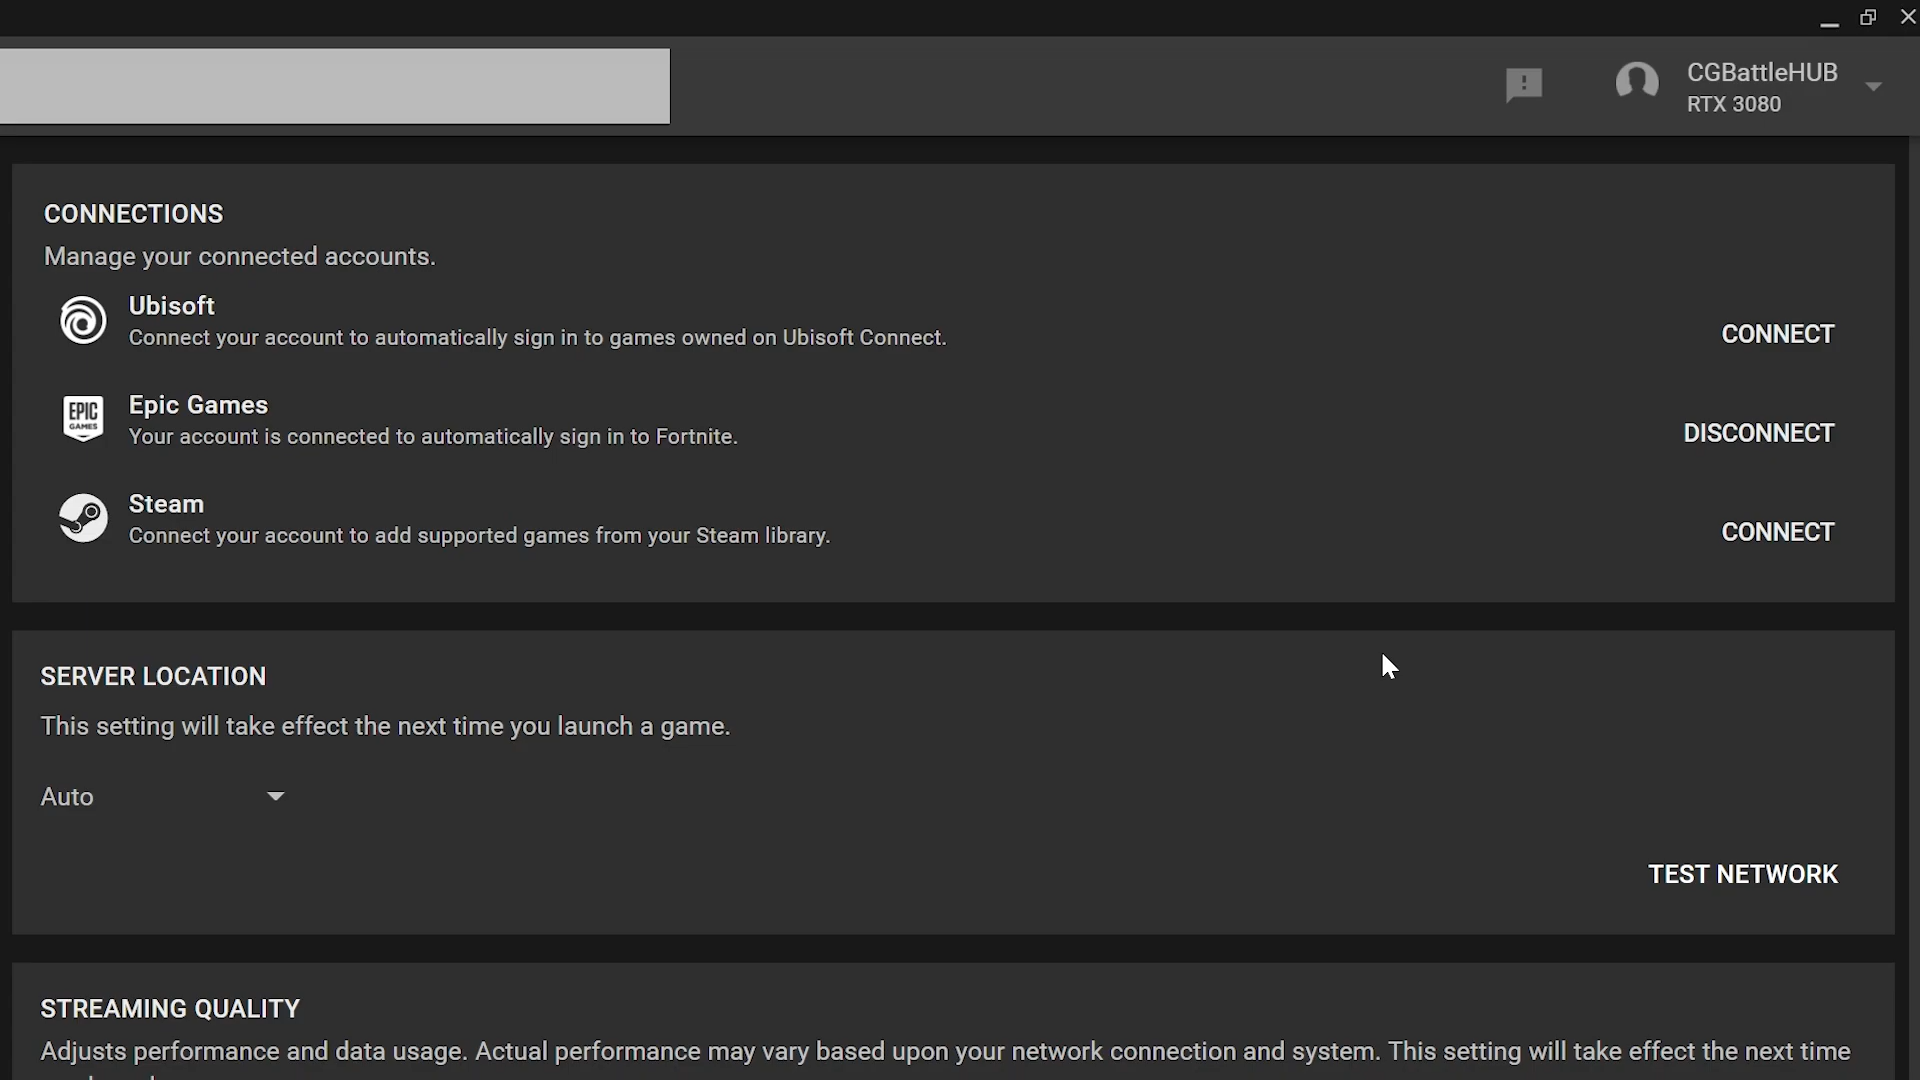 CGBattleHUB
RTX 3080
CONNECTIONS
Manage your connected accounts.
Ubisoft
Connect your account to automatically sign in to games owned on Ubisoft Connect.
CONNECT
EPIC
GAMES
Epic Games
Your account is connected to automatically sign in to Fortnite.
DISCONNECT
Steam
Connect your account to add supported games from your Steam library.
CONNECT
SERVER LOCATION
This setting will take effect the next time you launch a game.
Auto
TEST NETWORK
STREAMING QUALITY
Adjusts performance and data usage. Actual performance may vary based upon your network connection and system. This setting will take effect the next time